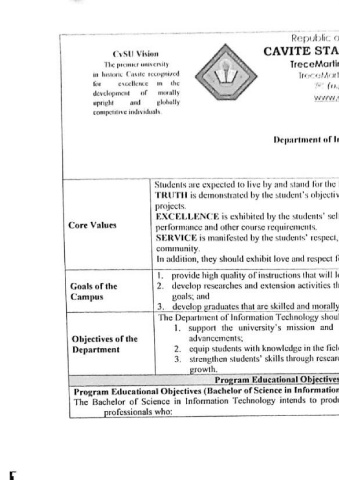 CvSU Vision
The premier university
in historic Cavite recognized
for excellence in the
development of morally
upright and globally
competitive individuals.
Republic o
CAVITE STA
TreceMartir
TreceMart
www.
Department of In
Core Values
Students are expected to live by and stand for the
TRUTH is demonstrated by the student's objectiv
projects.
EXCELLENCE is exhibited by the students' sel
performance and other course requirements.
SERVICE is manifested by the students' respect,
community.
In addition, they should exhibit love and respect f
Goals of the
Campus
1. provide high quality of instructions that will l
2. develop researches and extension activities th
goals; and
3. develop graduates that are skilled and morally
Objectives of the
Department
The Department of Information Technology shou
1. support the university's mission and
advancements;
2. equip students with knowledge in the fiel
3. strengthen students' skills through resear
growth.
Program Educational Objectives
Program Educational Objectives (Bachelor of Science in Information
The Bachelor of Science in Information Technology intends to prod
professionals who: